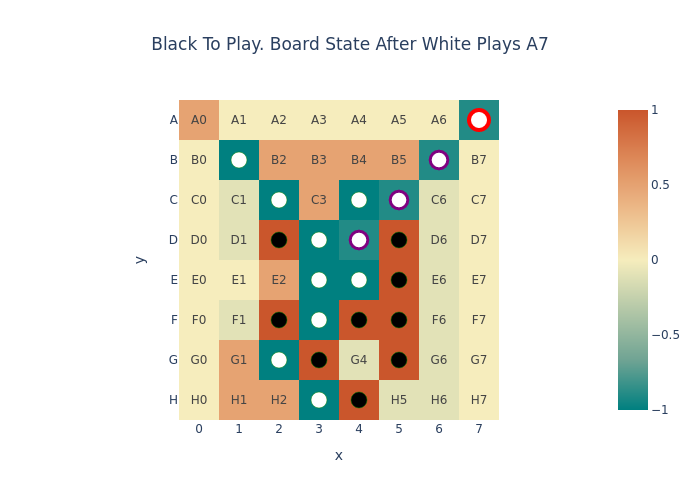 Black To Play. Board State After White Plays A7
A A0 A1 A2 A3 A4 A5 A6
B B0 B2 B3 B4 B5 B7
C C0 C1 C3 C6 C7
D D0 D1 D6 D7
E E0 E1 E2 E6 E7
F F0 F1 F6 F7
G G0 G1 G4 G6 G7
H H0 H1 H2 H5 H6 H7
0 1 2 3 4 5 6 7
x
y
1
0.5
0
−0.5
−1